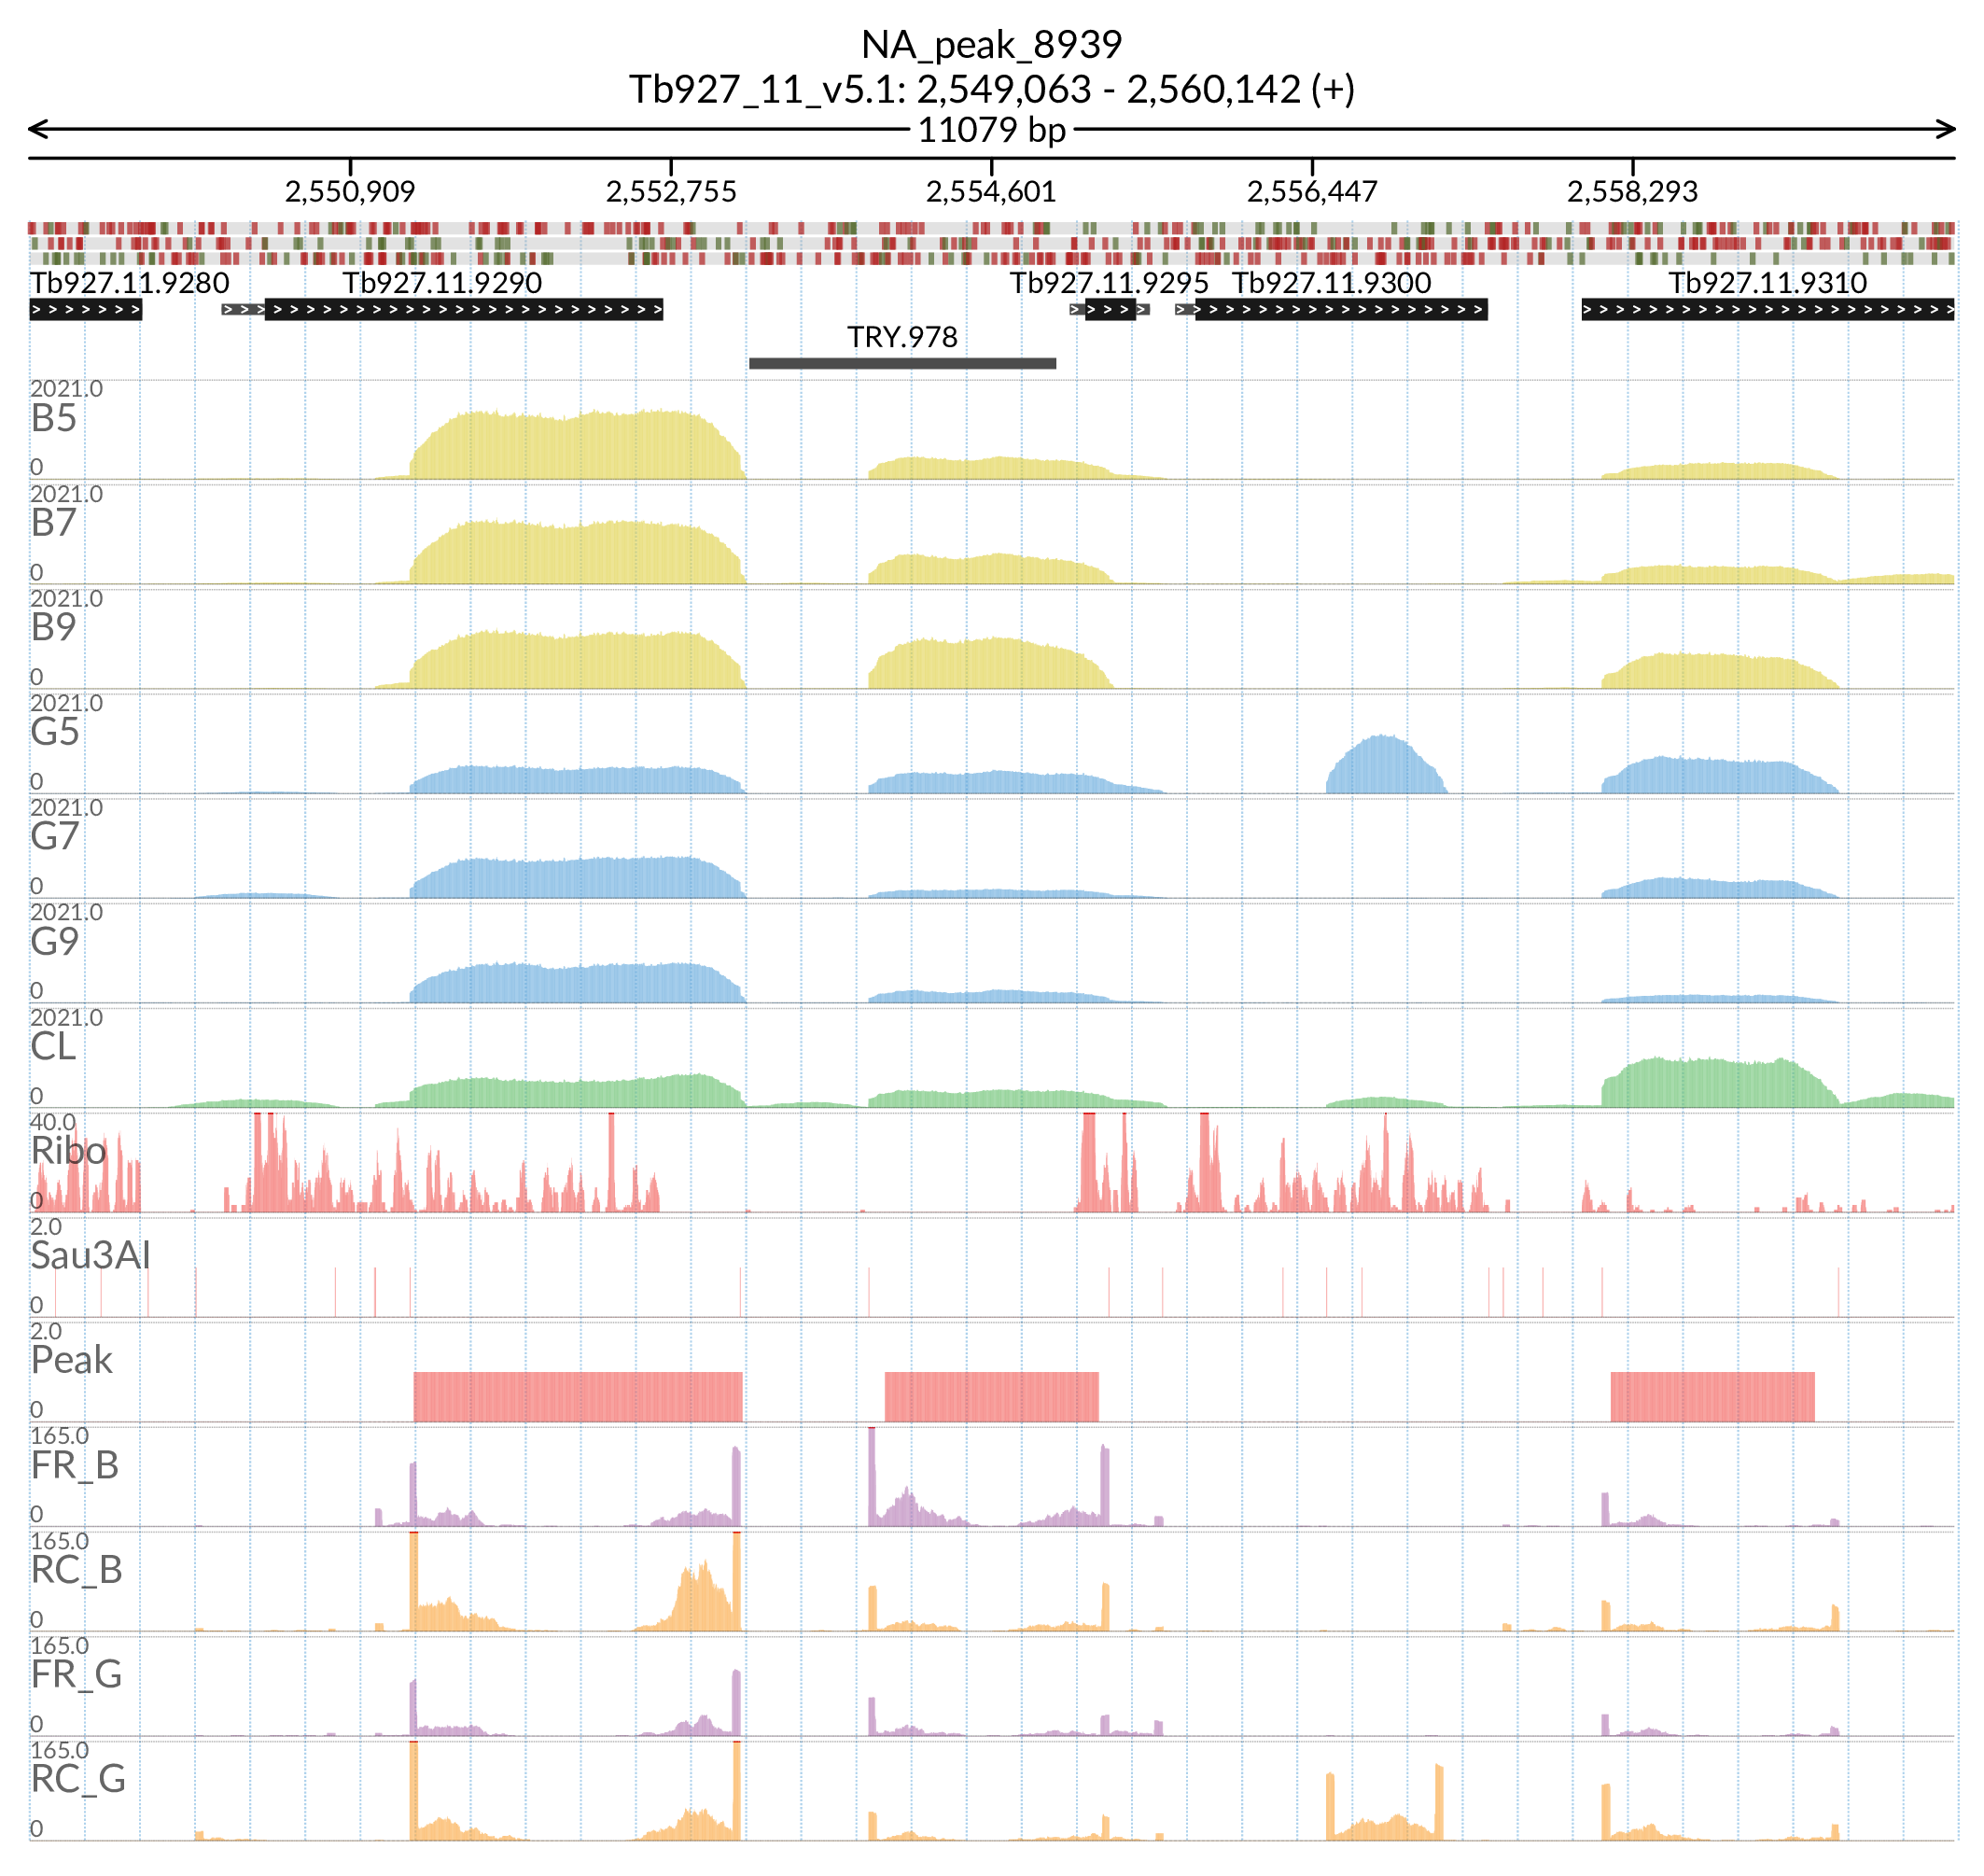 NA_peak_8939
Tb927_11_v5.1: 2,549,063 - 2,560,142 (+)
11079 bp
2,550,909 2,552,755 2,554,601 2,556,447 2,558,293
Tb927.11.9280 Tb927.11.9290 Tb927.11.9295 Tb927.11.9300 Tb927.11.9310
TRY.978
2021.0
B5
0
2021.0
B7
0
2021.0
B9
0
2021.0
G5
0
2021.0
G7
0
2021.0
G9
0
2021.0
CL
0
40.0
Ribo
0
2.0
Sau3AI
0
2.0
Peak
0
165.0
FR_B
0
165.0
RC_B
0
165.0
FR_G
0
165.0
RC_G
0